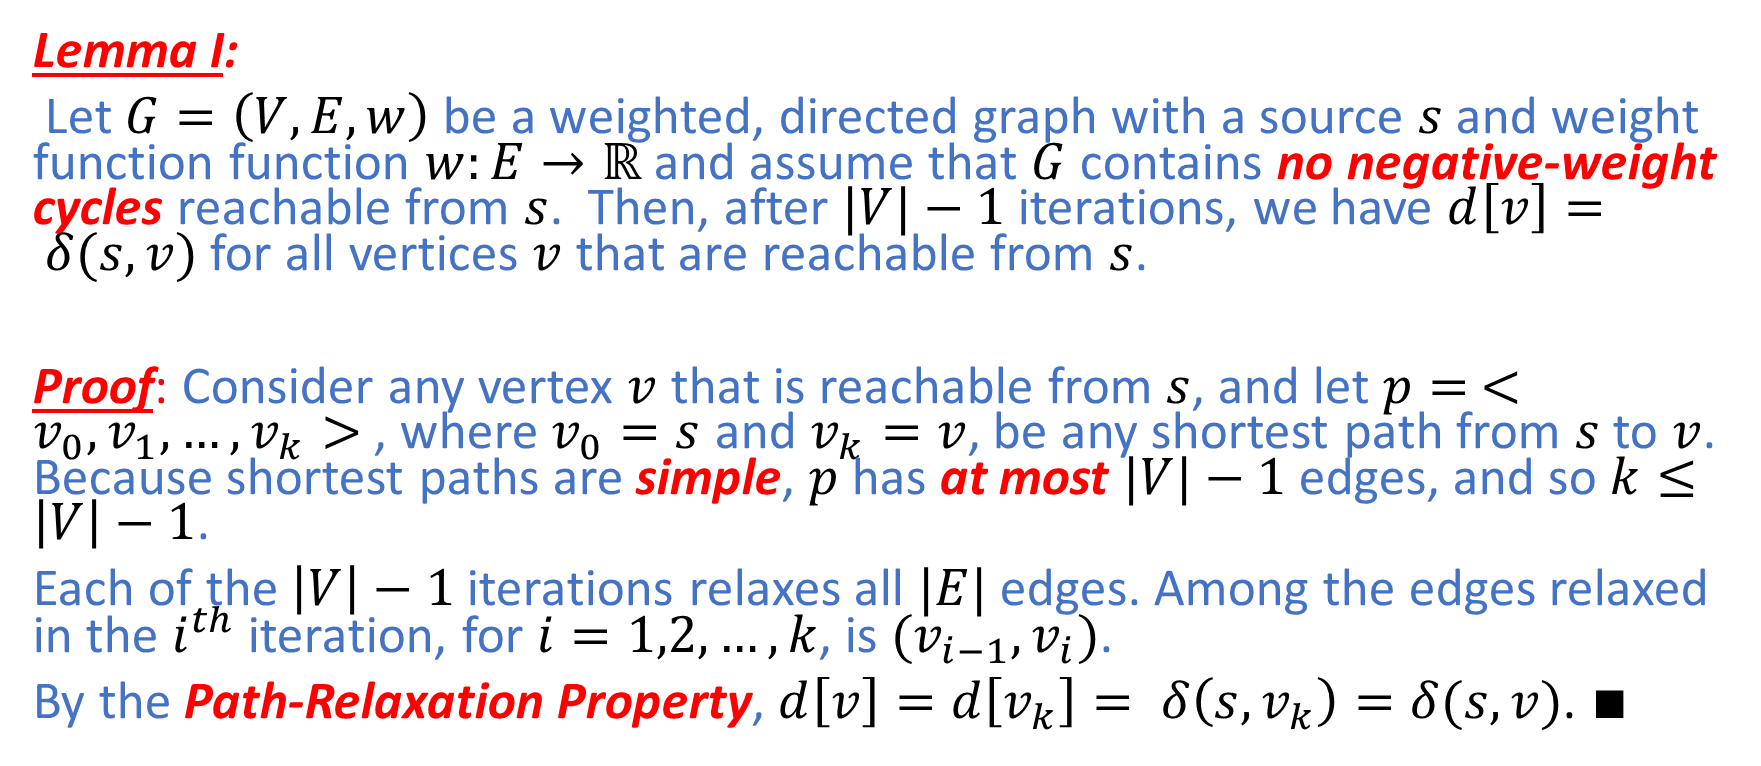 Lemma I:
Let G = (V, E, w) be a weighted, directed graph with a source s and weight
function function w: E → ℝ and assume that G contains no negative-weight
cycles reachable from s. Then, after |V| − 1 iterations, we have d[v] =
δ(s, v) for all vertices v that are reachable from s.
Proof: Consider any vertex v that is reachable from s, and let p = <
v₀, v₁, … , vₖ > , where v₀ = s and vₖ = v, be any shortest path from s to v.
Because shortest paths are simple, p has at most |V| − 1 edges, and so k ≤
|V| − 1.
Each of the |V| − 1 iterations relaxes all |E| edges. Among the edges relaxed
in the iᵗʰ iteration, for i = 1,2, … , k, is (vᵢ₋₁, vᵢ).
By the Path-Relaxation Property, d[v] = d[vₖ] = δ(s, vₖ) = δ(s, v). ■